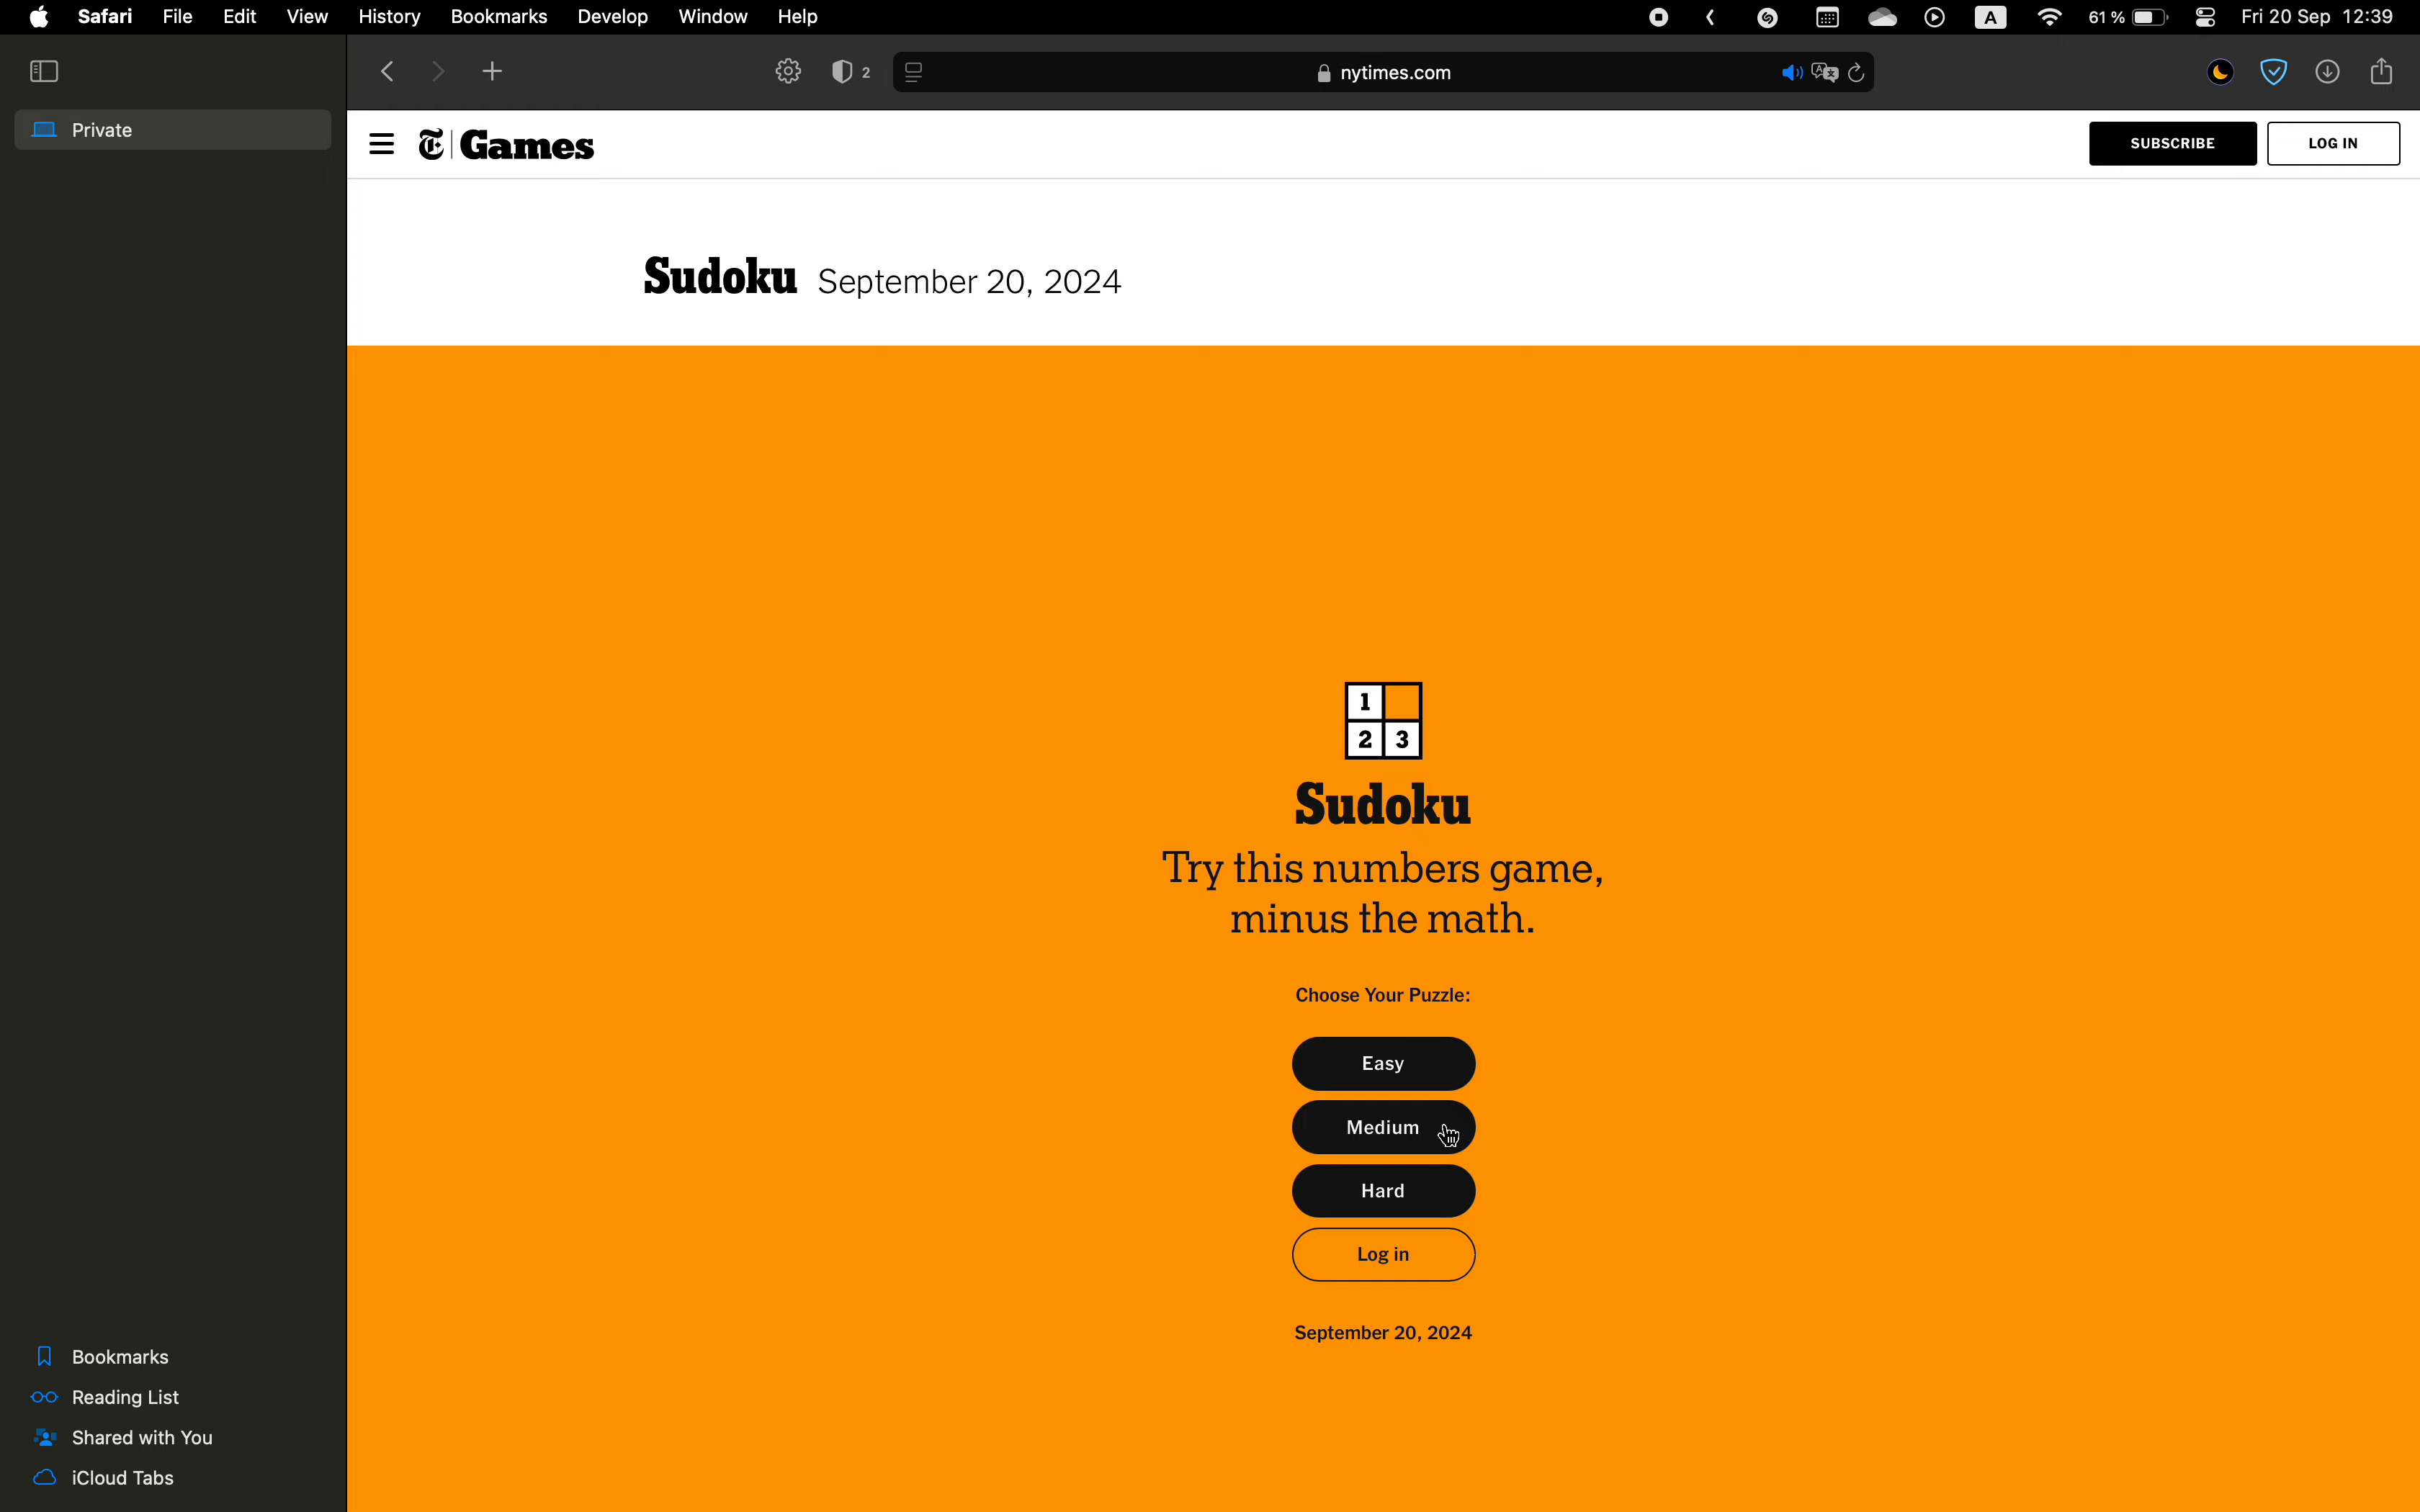 Safari File Edit View History Bookmarks Develop Window Help A 61 % Fri 20 Sep 12:39
2 nytimes.com
Private
T Games SUBSCRIBE LOG IN
Sudoku September 20, 2024
1
2 3
Sudoku
Try this numbers game,
minus the math.
Choose Your Puzzle:
Easy
Medium
Hard
Log in
September 20, 2024
Bookmarks
Reading List
Shared with You
iCloud Tabs